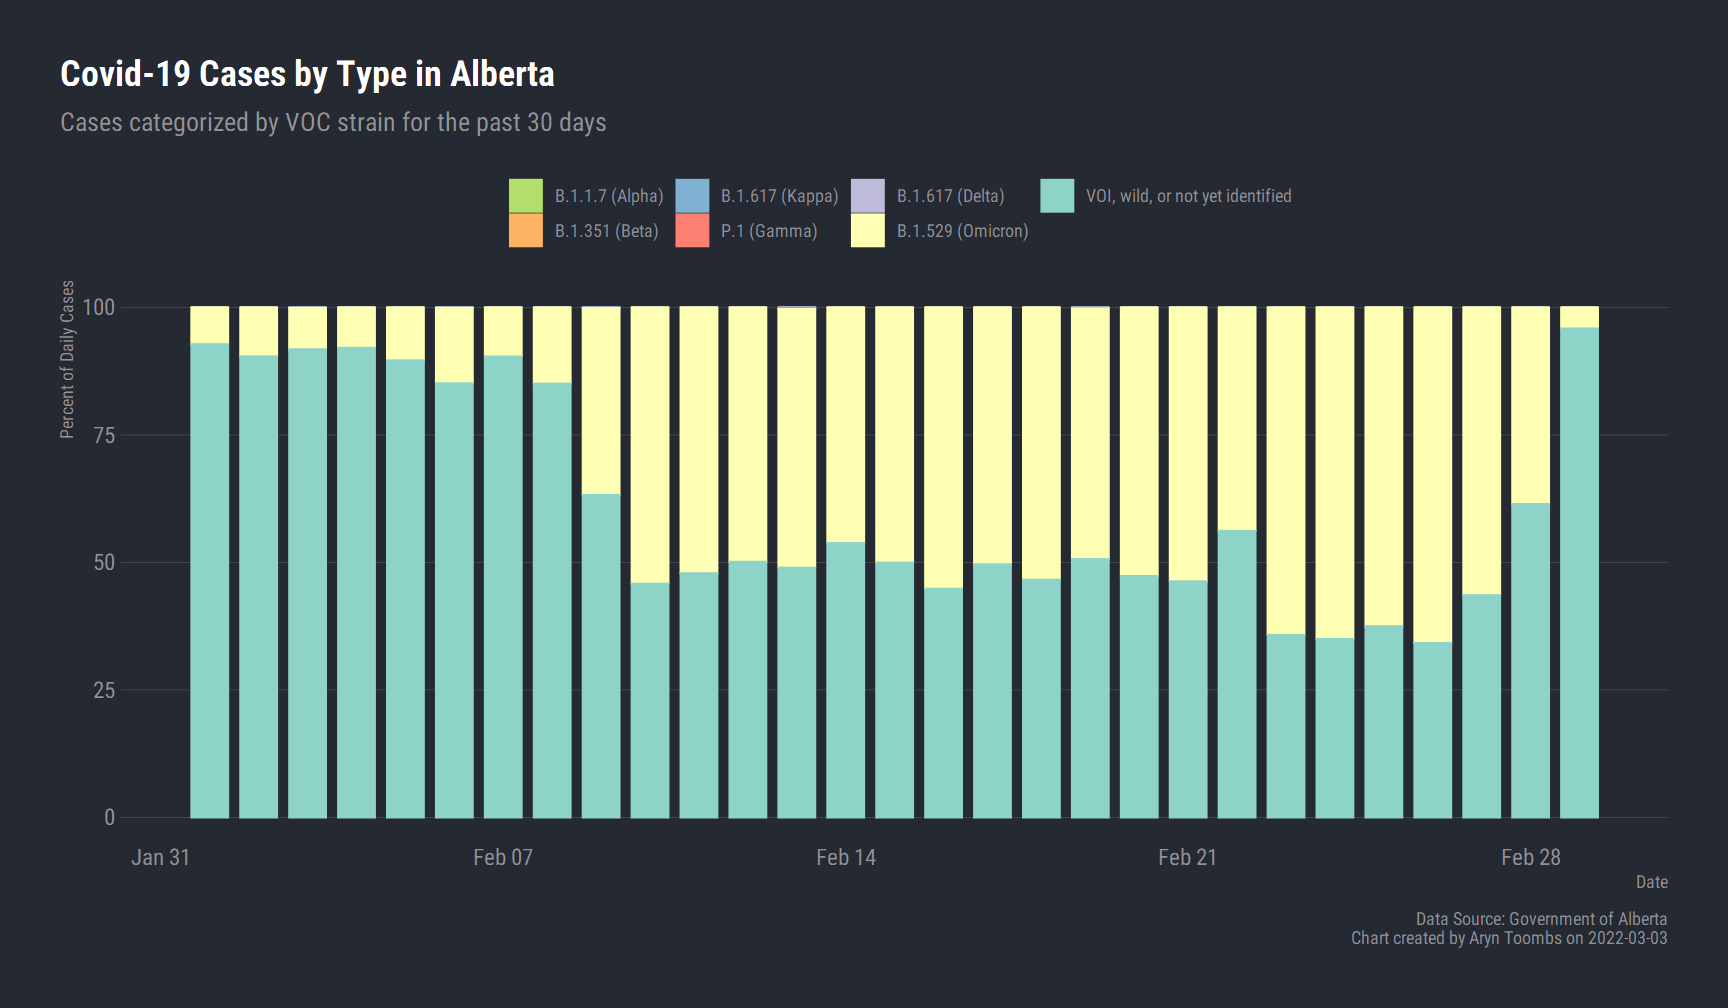 Covid-19 Cases by Type in Alberta
Cases categorized by VOC strain for the past 30 days
B.1.1.7 (Alpha) B.1.617 (Kappa) B.1.617 (Delta) VOI, wild, or not yet identified
B.1.351 (Beta) P.1 (Gamma) B.1.529 (Omicron)
Percent of Daily Cases
100
75
50
25
0
Jan 31 Feb 07 Feb 14 Feb 21 Feb 28
Date
Data Source: Government of Alberta
Chart created by Aryn Toombs on 2022-03-03